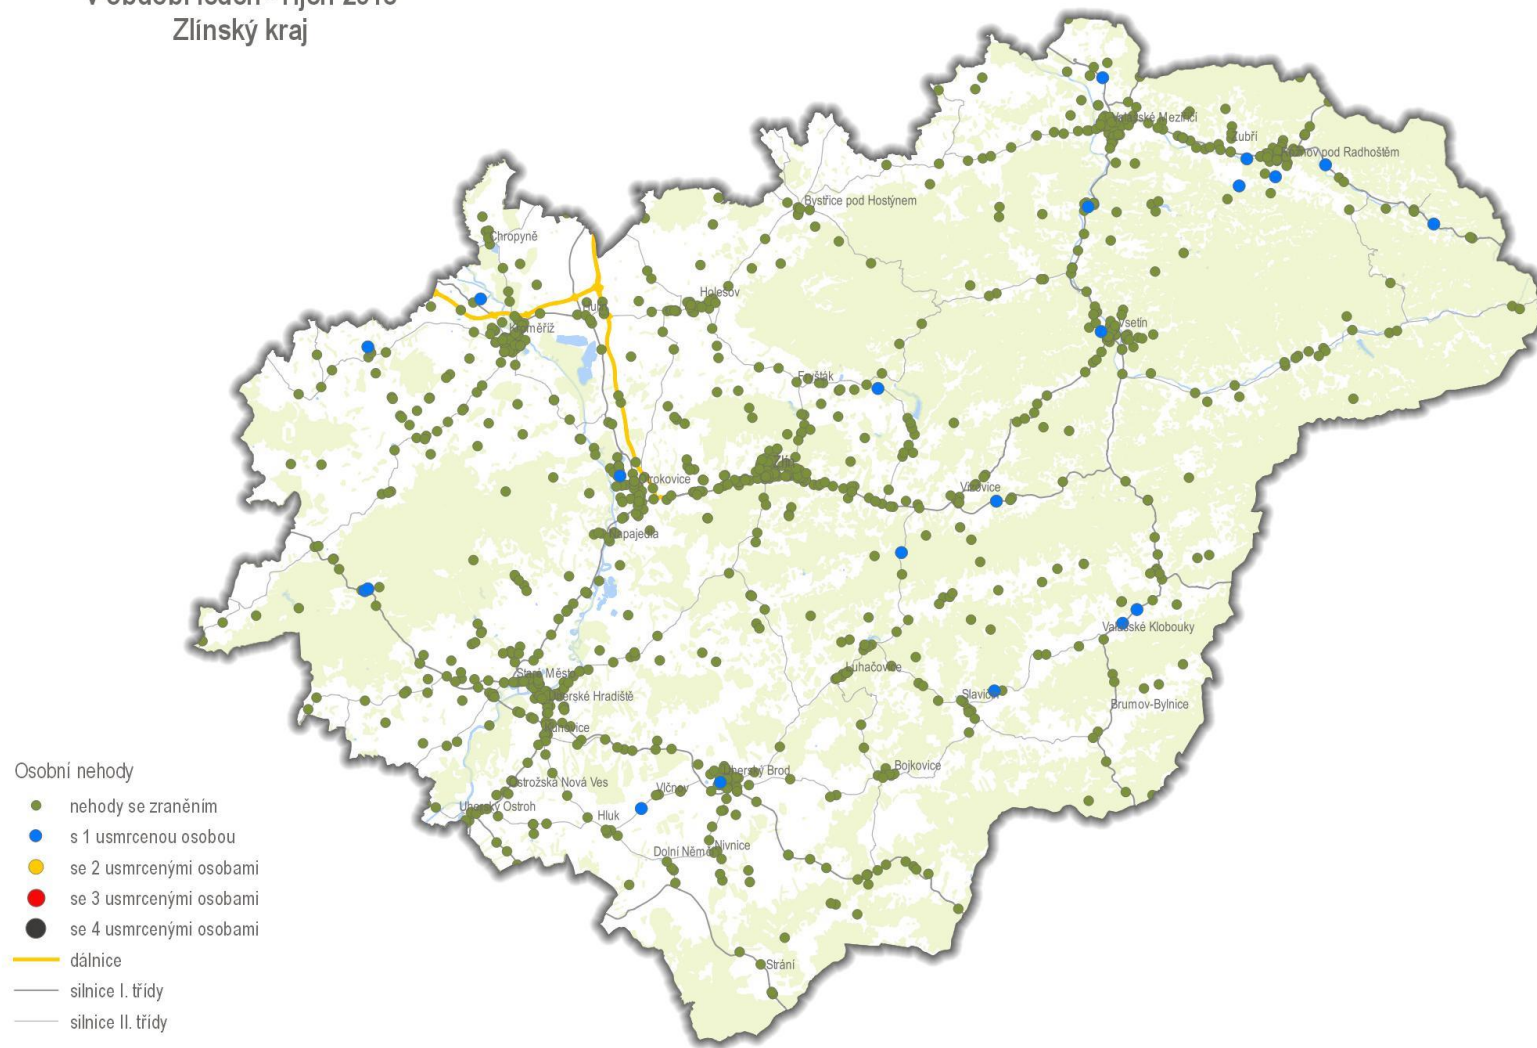 Zlínský kraj
Valašské Meziříčí
Zubří
Rožnov pod Radhoštěm
Bystřice pod Hostýnem
Chropyně
Holešov
Hulín
Kroměříž
Vsetín
Fryšták
Zlín
Otrokovice
Vizovice
Napajedla
Valašské Klobouky
Luhačovice
Staré Město
Slavičín
Uherské Hradiště
Brumov-Bylnice
Kunovice
Bojkovice
Uherský Brod
Ostrožská Nová Ves
Vlčnov
Uherský Ostroh
Hluk
Dolní Němčí
Nivnice
Strání
Osobní nehody
nehody se zraněním
s 1 usmrcenou osobou
se 2 usmrcenými osobami
se 3 usmrcenými osobami
se 4 usmrcenými osobami
dálnice
silnice I. třídy
silnice II. třídy